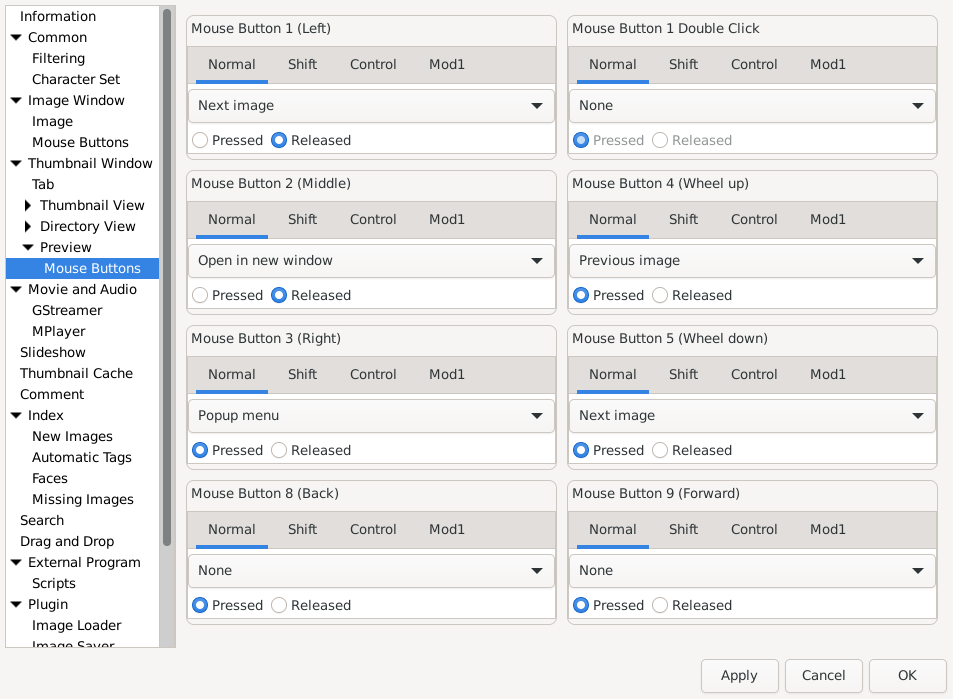 Information
Common
Filtering
Character Set
Image Window
Image
Mouse Buttons
Thumbnail Window
Tab
Thumbnail View
Directory View
Preview
Mouse Buttons
Movie and Audio
GStreamer
MPlayer
Slideshow
Thumbnail Cache
Comment
Index
New Images
Automatic Tags
Faces
Missing Images
Search
Drag and Drop
External Program
Scripts
Plugin
Image Loader
Image Saver
Mouse Button 1 (Left)
Normal Shift Control Mod1
Next image
Pressed Released
Mouse Button 1 Double Click
Normal Shift Control Mod1
None
Pressed Released
Mouse Button 2 (Middle)
Normal Shift Control Mod1
Open in new window
Pressed Released
Mouse Button 4 (Wheel up)
Normal Shift Control Mod1
Previous image
Pressed Released
Mouse Button 3 (Right)
Normal Shift Control Mod1
Popup menu
Pressed Released
Mouse Button 5 (Wheel down)
Normal Shift Control Mod1
Next image
Pressed Released
Mouse Button 8 (Back)
Normal Shift Control Mod1
None
Pressed Released
Mouse Button 9 (Forward)
Normal Shift Control Mod1
None
Pressed Released
Apply Cancel OK